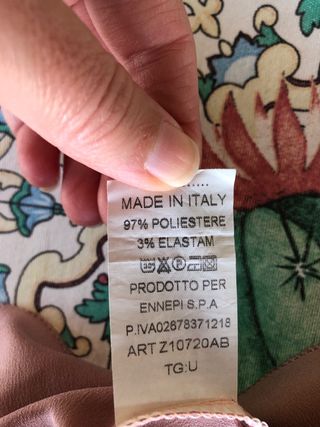 MADE IN ITALY
97% POLIESTERE
3% ELASTAM
PRODOTTO PER
ENNEPI S.P.A
P.IVA02678371218
ART Z10720AB
TG:U